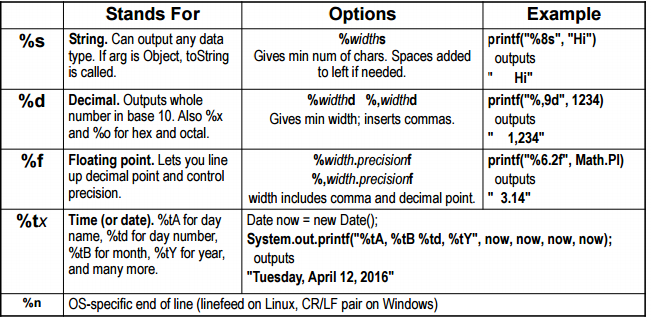 Stands For Options Example
%s String. Can output any data type. If arg is Object, toString is called.
%widths
Gives min num of chars. Spaces added to left if needed.
printf("%8s", "Hi")
outputs
"      Hi"
%d Decimal. Outputs whole number in base 10. Also %x and %o for hex and octal.
%widthd %,widthd
Gives min width; inserts commas.
printf("%,9d", 1234)
outputs
"    1,234"
%f Floating point. Lets you line up decimal point and control precision.
%width.precisionf
%,width.precisionf
width includes comma and decimal point.
printf("%6.2f", Math.PI)
outputs
"  3.14"
%tx Time (or date). %tA for day name, %td for day number, %tB for month, %tY for year, and many more.
Date now = new Date();
System.out.printf("%tA, %tB %td, %tY", now, now, now, now);
outputs
"Tuesday, April 12, 2016"
%n OS-specific end of line (linefeed on Linux, CR/LF pair on Windows)